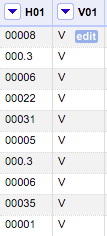 H01 V01
00008 V edit
000.3 V
00006 V
00022 V
00031 V
00005 V
000.3 V
00006 V
00035 V
00001 V